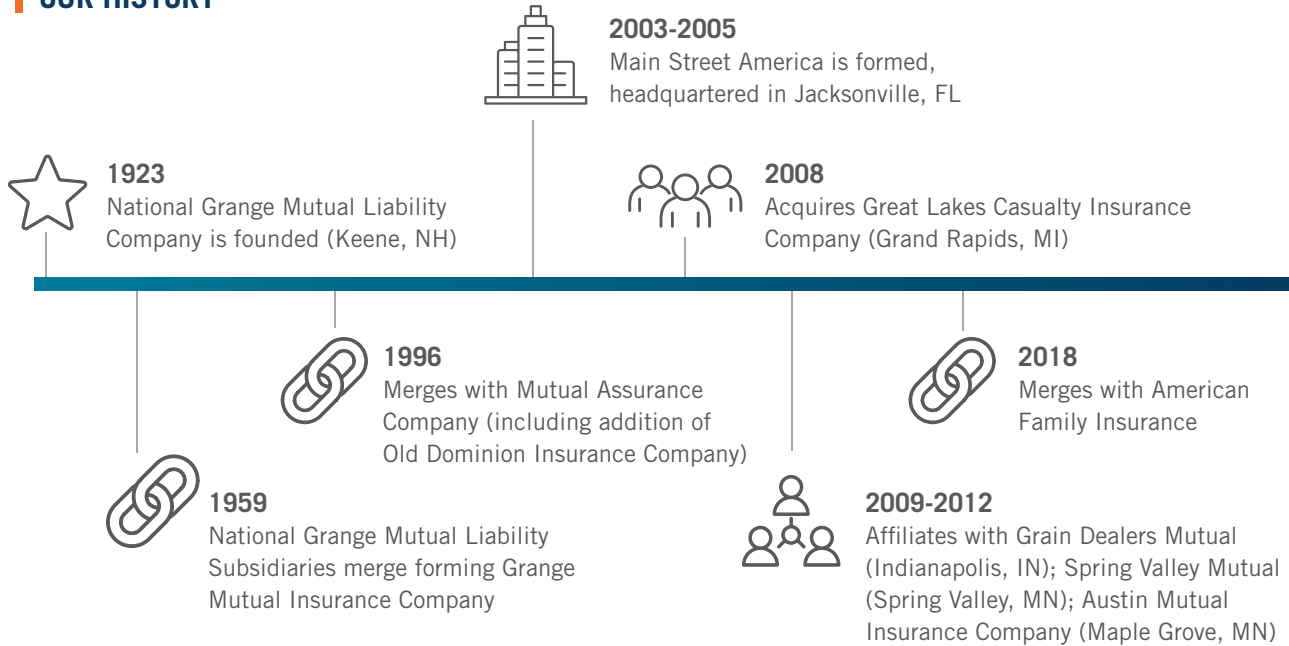 OUR HISTORY
2003-2005
Main Street America is formed,
headquartered in Jacksonville, FL
1923
National Grange Mutual Liability
Company is founded (Keene, NH)
2008
Acquires Great Lakes Casualty Insurance
Company (Grand Rapids, MI)
1996
Merges with Mutual Assurance
Company (including addition of
Old Dominion Insurance Company)
2018
Merges with American
Family Insurance
1959
National Grange Mutual Liability
Subsidiaries merge forming Grange
Mutual Insurance Company
2009-2012
Affiliates with Grain Dealers Mutual
(Indianapolis, IN); Spring Valley Mutual
(Spring Valley, MN); Austin Mutual
Insurance Company (Maple Grove, MN)